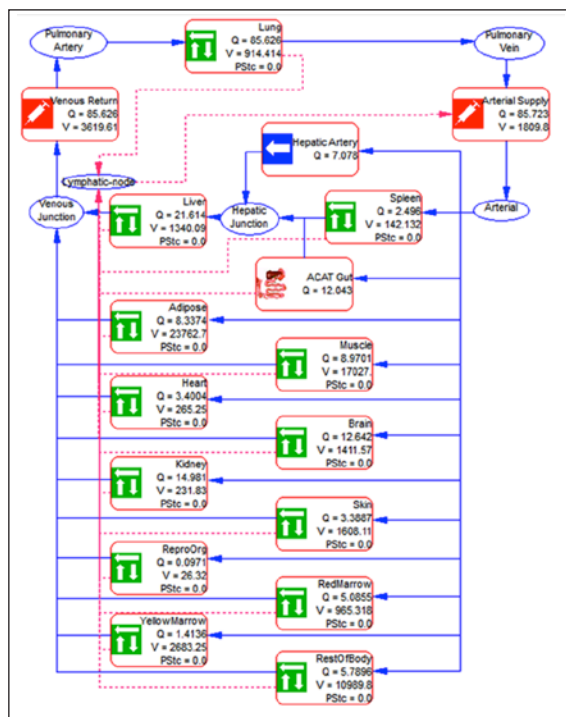 Pulmonary
Artery
Lung
Q = 85.626
V = 914.414
PStc = 0.0
Pulmonary
Vein
Venous Return
Q = 85.626
V = 3619.61
Arterial Supply
Q = 85.723
V = 1809.8
Hepatic Artery
Q = 7.078
Lymphatic-node
Venous
Junction
Liver
Q = 21.614
V = 1340.09
PStc = 0.0
Hepatic
Junction
Spleen
Q = 2.496
V = 142.132
PStc = 0.0
Arterial
ACAT Gut
Q = 12.043
Adipose
Q = 8.3374
V = 23762.7
PStc = 0.0
Muscle
Q = 8.9701
V = 17027.
PStc = 0.0
Heart
Q = 3.4004
V = 265.25
PStc = 0.0
Brain
Q = 12.642
V = 1411.57
PStc = 0.0
Kidney
Q = 14.981
V = 231.83
PStc = 0.0
Skin
Q = 3.3887
V = 1608.11
PStc = 0.0
ReproOrg
Q = 0.0971
V = 26.32
PStc = 0.0
RedMarrow
Q = 5.0855
V = 965.318
PStc = 0.0
YellowMarrow
Q = 1.4136
V = 2683.25
PStc = 0.0
RestOfBody
Q = 5.7896
V = 10989.8
PStc = 0.0